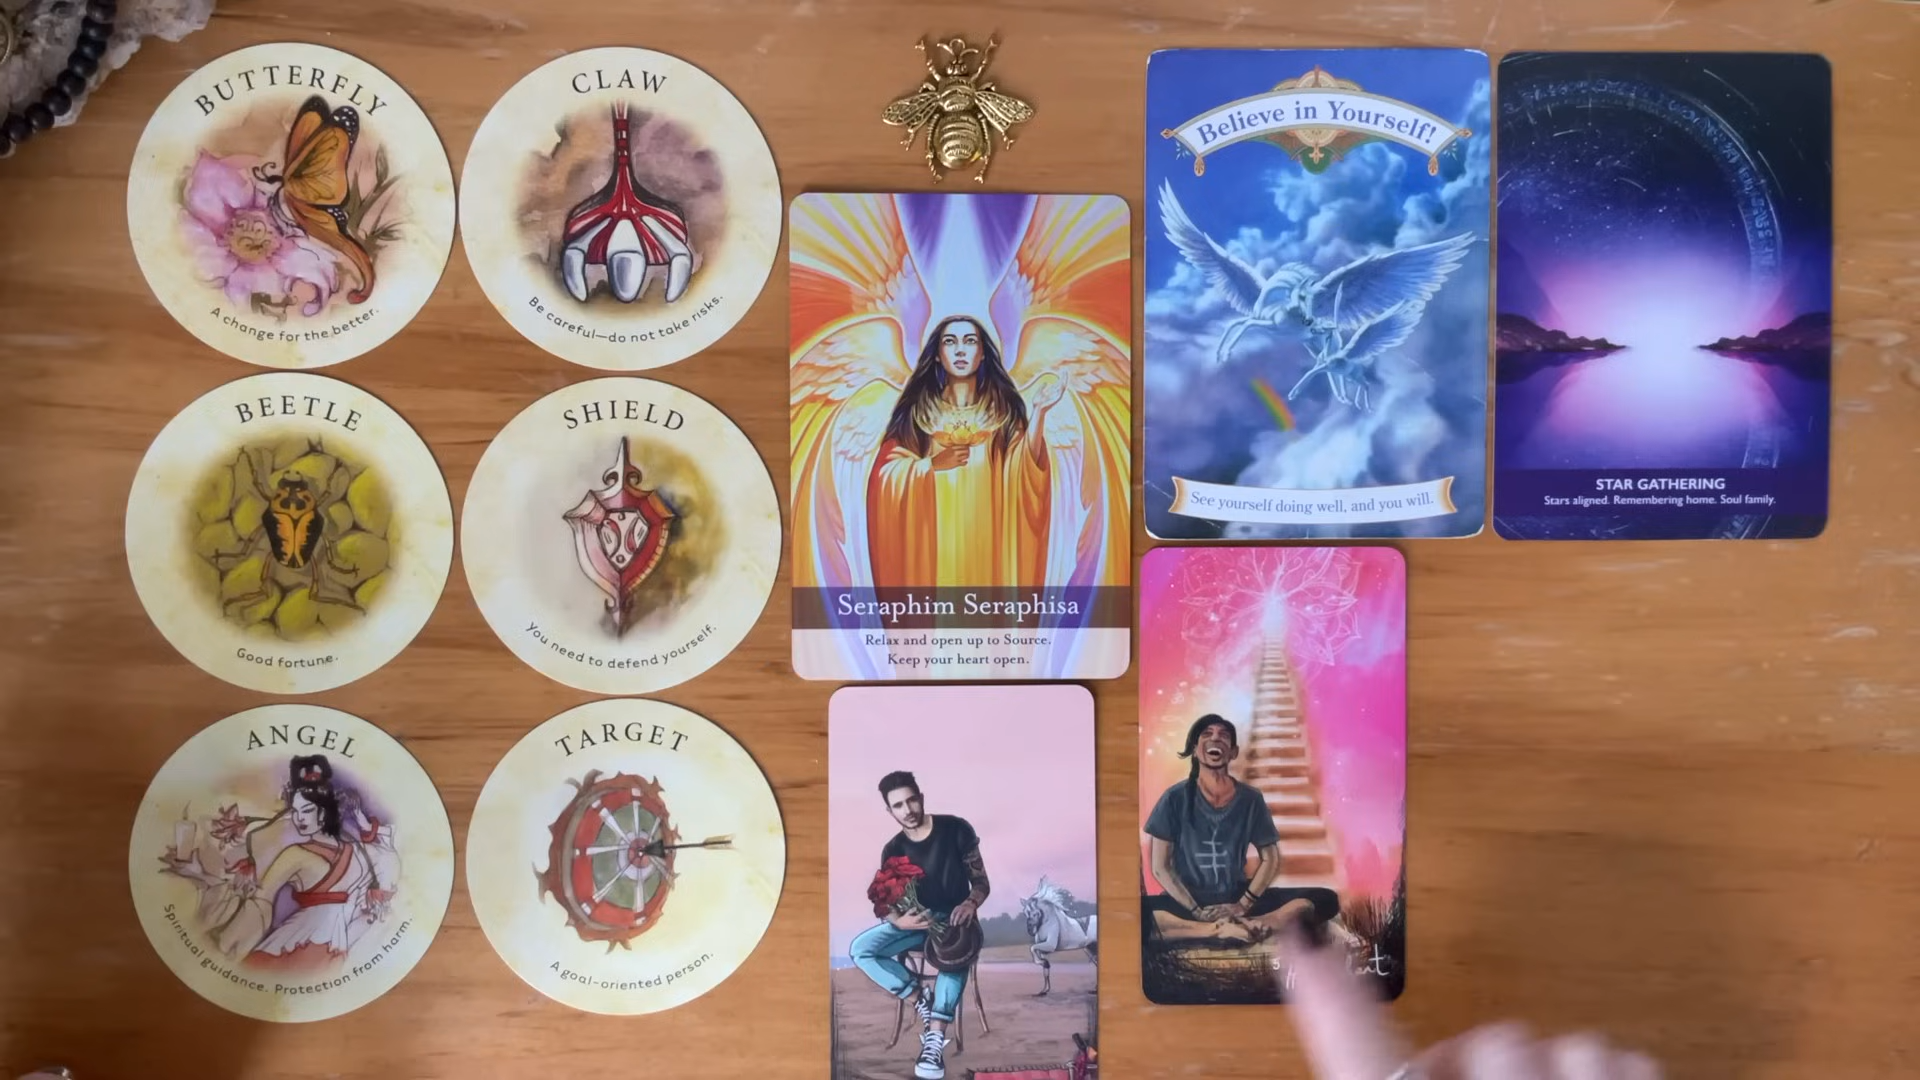 BUTTERFLY
A change for the better.
CLAW
Be careful—do not take risks.
BEETLE
Good fortune.
SHIELD
You need to defend yourself.
ANGEL
Spiritual guidance. Protection from harm.
TARGET
A goal-oriented person.
Seraphim Seraphisa
Relax and open up to Source.
Keep your heart open.
Believe in Yourself!
See yourself doing well, and you will.
STAR GATHERING
Stars aligned. Remembering home. Soul family.
5